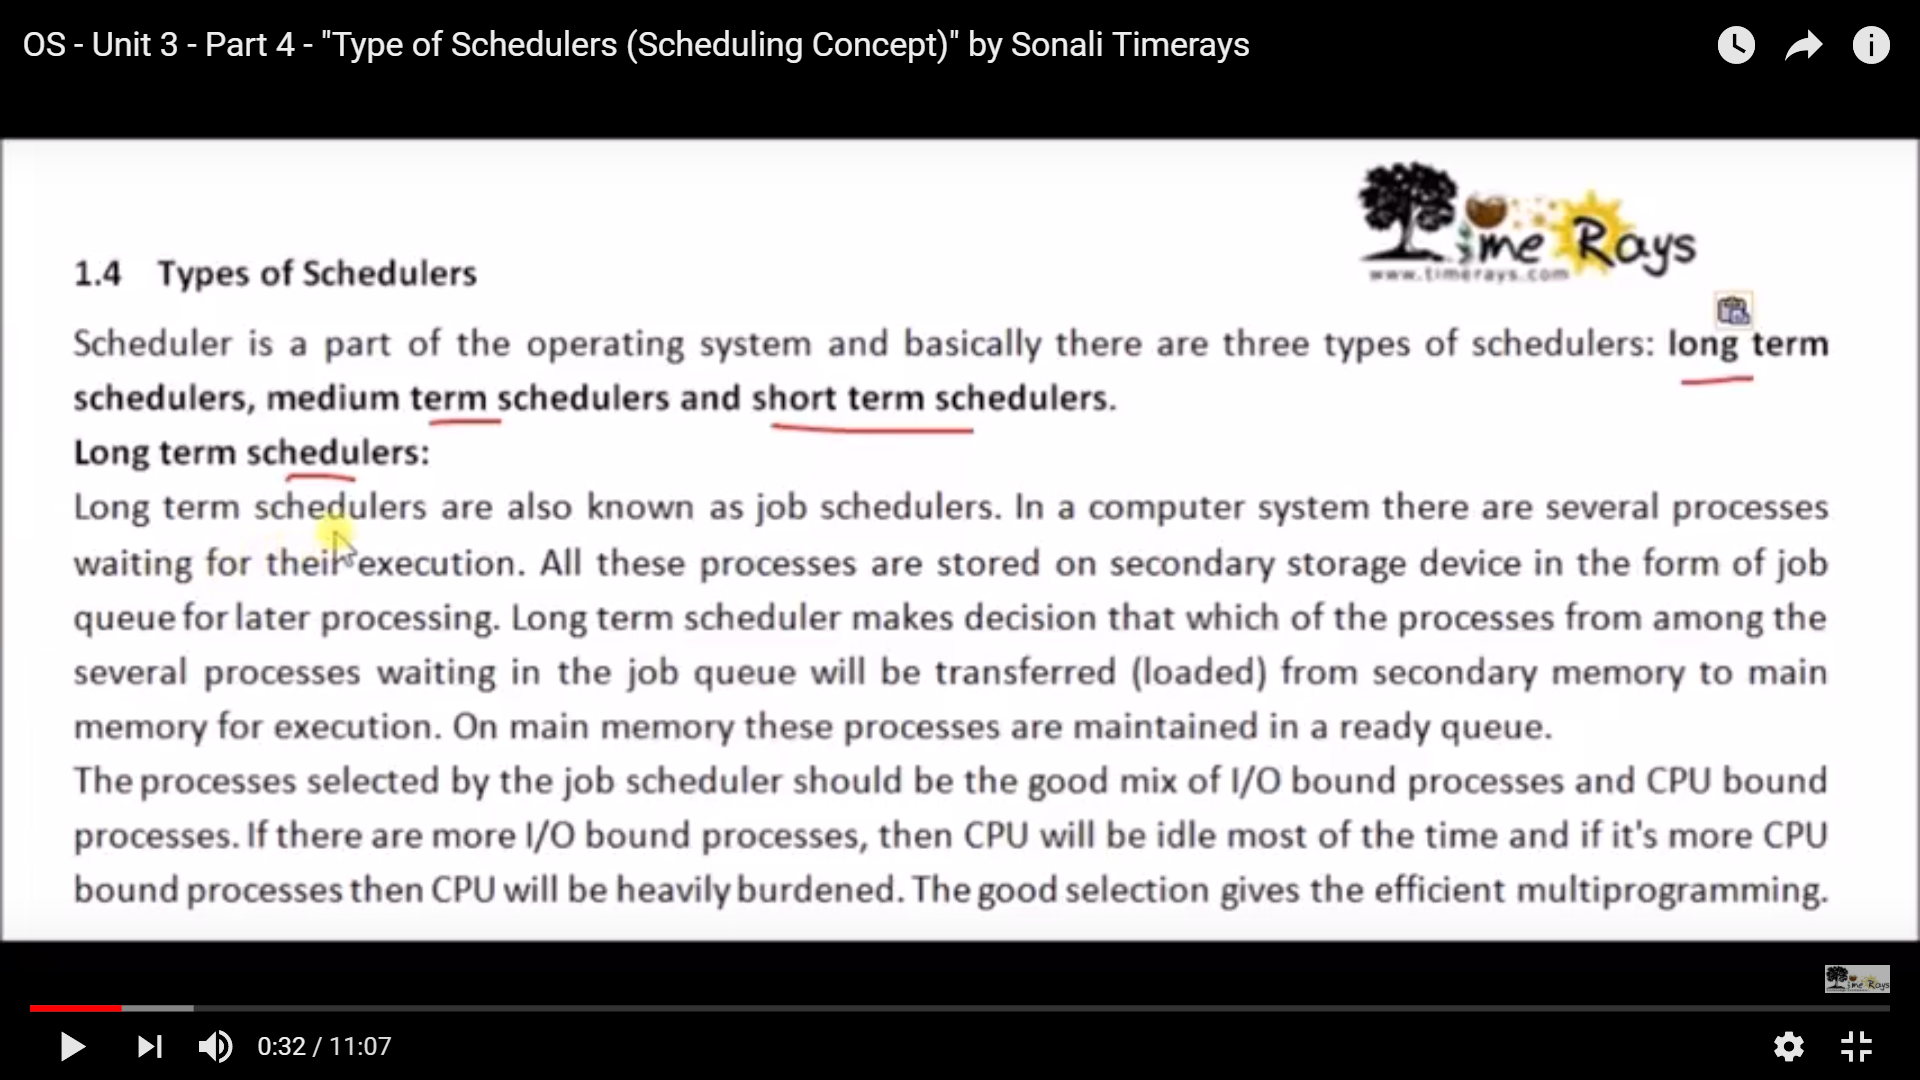 OS - Unit 3 - Part 4 - "Type of Schedulers (Scheduling Concept)" by Sonali Timerays
Time Rays
www.timerays.com
1.4 Types of Schedulers
Scheduler is a part of the operating system and basically there are three types of schedulers: long term
schedulers, medium term schedulers and short term schedulers.
Long term schedulers:
Long term schedulers are also known as job schedulers. In a computer system there are several processes
waiting for their execution. All these processes are stored on secondary storage device in the form of job
queue for later processing. Long term scheduler makes decision that which of the processes from among the
several processes waiting in the job queue will be transferred (loaded) from secondary memory to main
memory for execution. On main memory these processes are maintained in a ready queue.
The processes selected by the job scheduler should be the good mix of I/O bound processes and CPU bound
processes. If there are more I/O bound processes, then CPU will be idle most of the time and if it's more CPU
bound processes then CPU will be heavily burdened. The good selection gives the efficient multiprogramming.
Time Rays
0:32 / 11:07